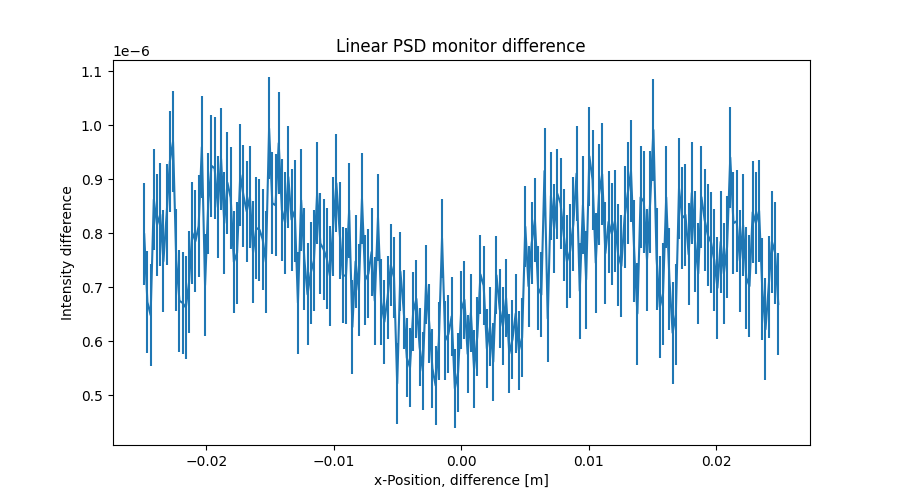 Linear PSD monitor difference
1e−6
1.1
1.0
0.9
0.8
0.7
0.6
0.5
Intensity difference
−0.02 −0.01 0.00 0.01 0.02
x-Position, difference [m]